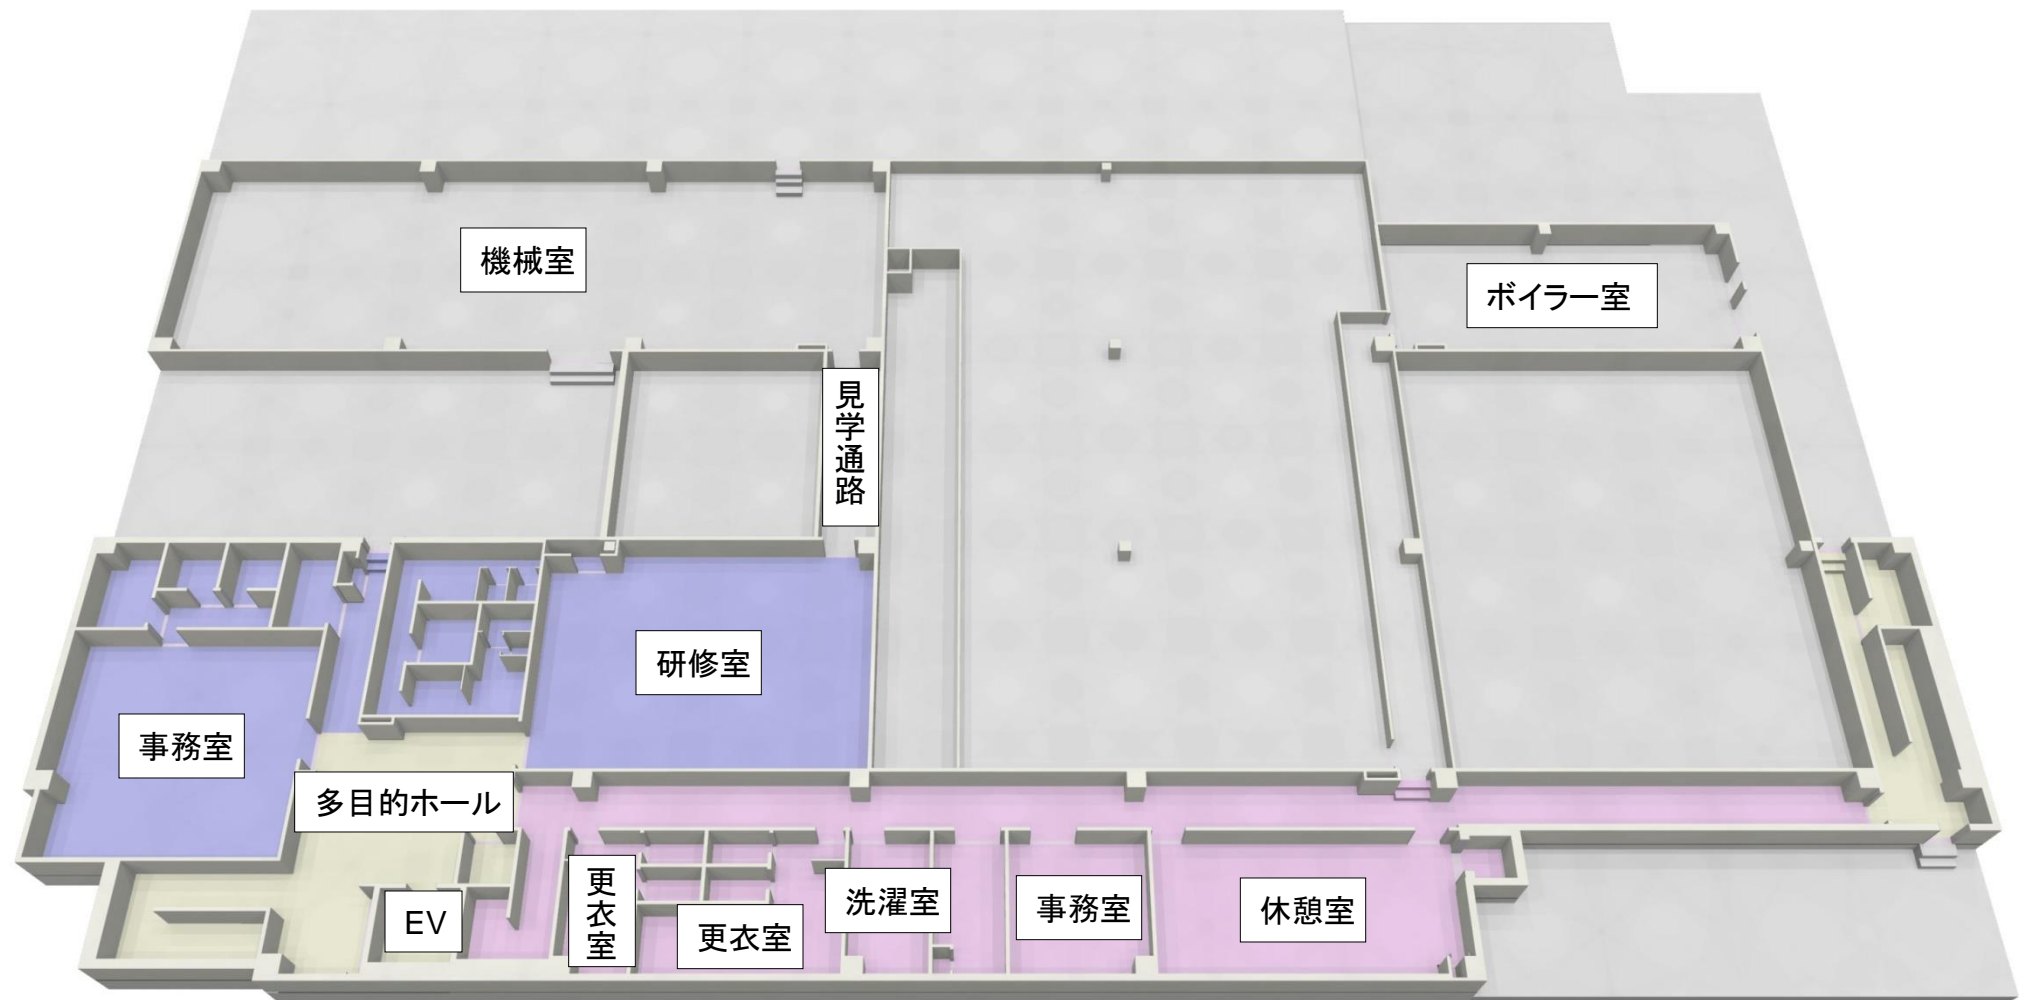 機械室
ボイラー室
見学通路
研修室
事務室
多目的ホール
EV
更衣室
更衣室
洗濯室
事務室
休憩室